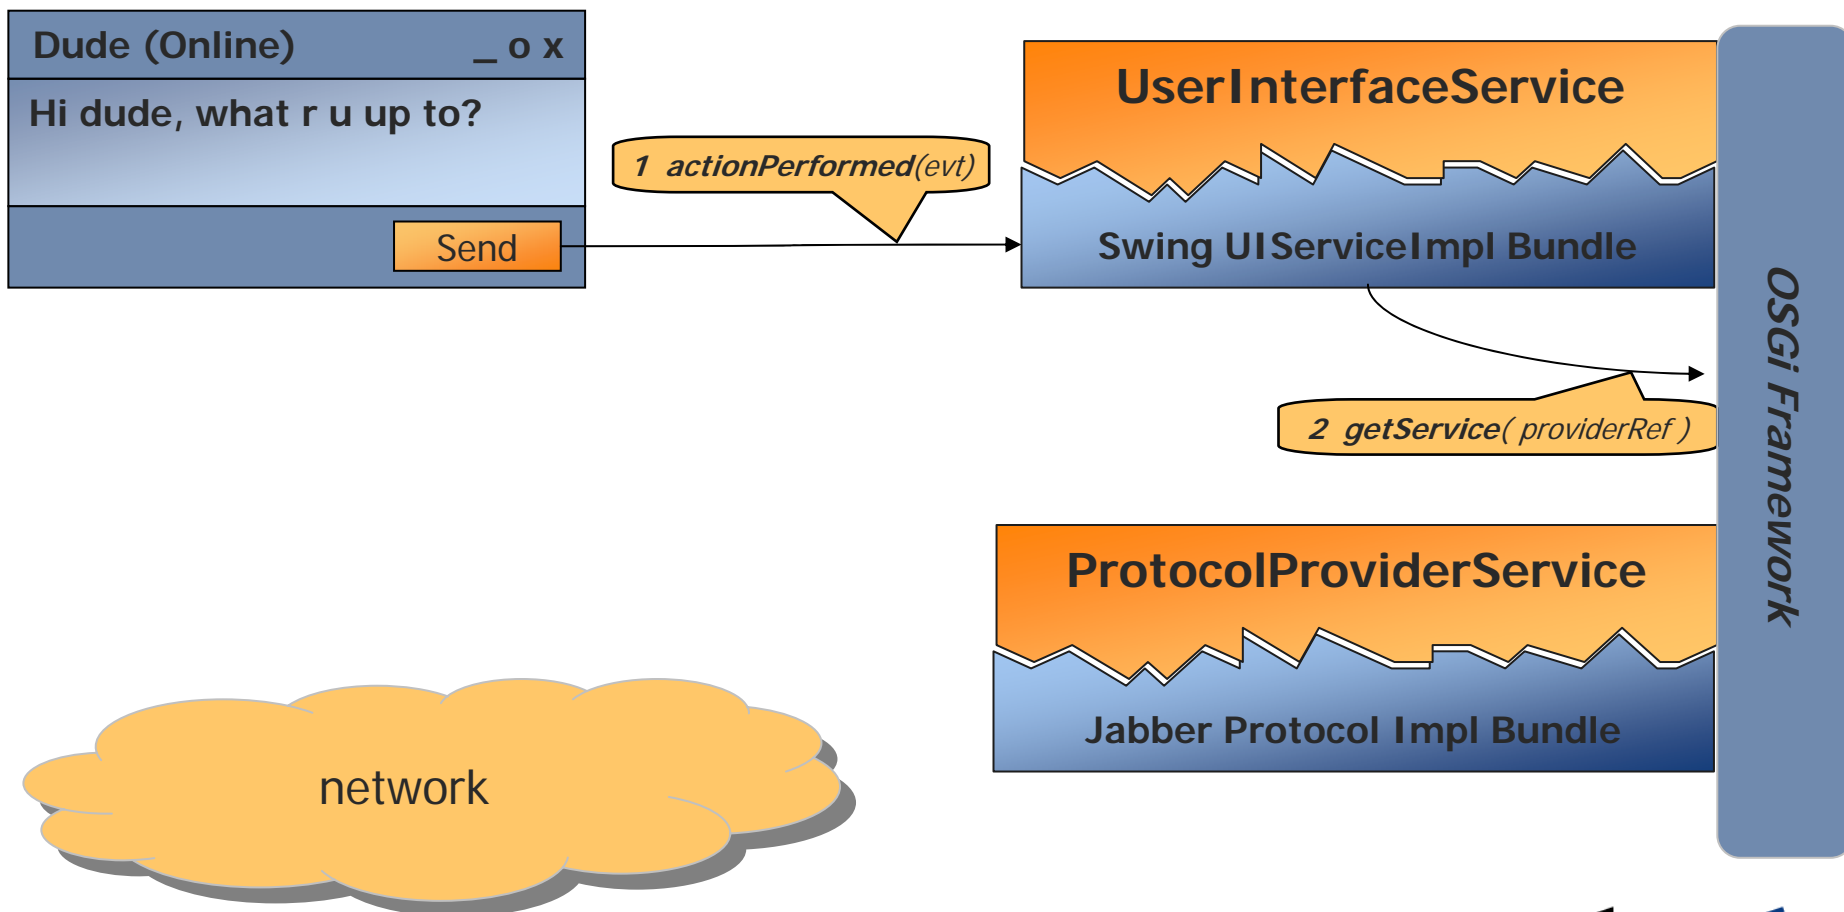 Dude (Online) _ o x
Hi dude, what r u up to?
Send
1 actionPerformed(evt)
UserInterfaceService
Swing UIServiceImpl Bundle
2 getService( providerRef )
OSGi Framework
ProtocolProviderService
Jabber Protocol Impl Bundle
network